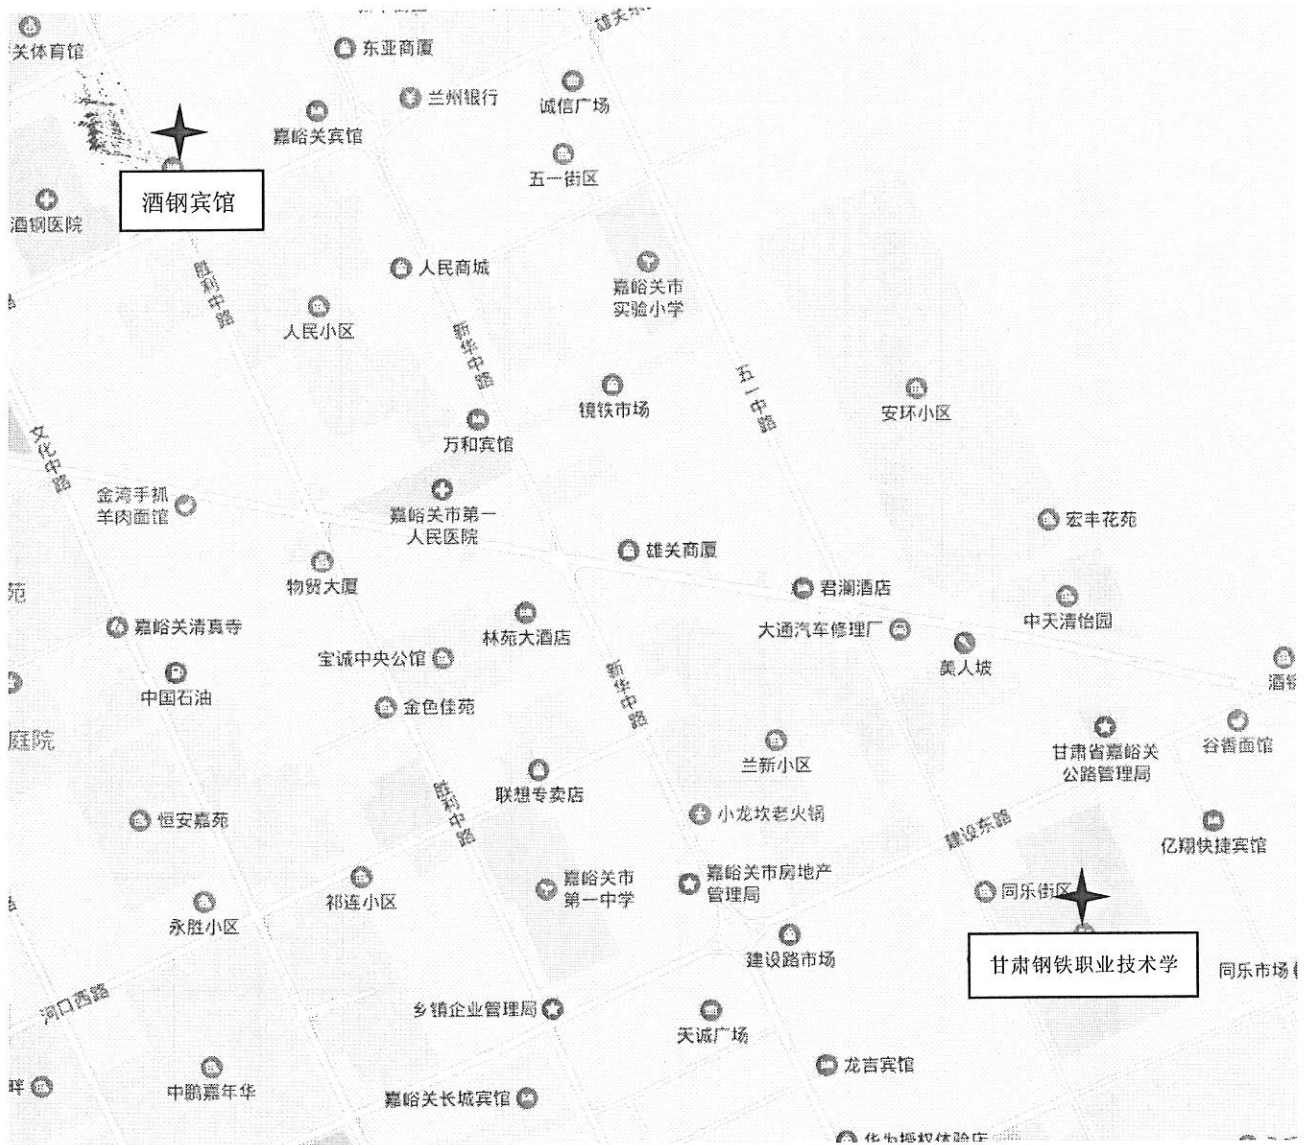 关体育馆
东亚商厦
兰州银行
诚信广场
嘉峪关宾馆
五一街区
酒钢宾馆
酒钢医院
胜利中路
人民商城
嘉峪关市
实验小学
人民小区
新华中路
五一中路
镜铁市场
安环小区
文化中路
万和宾馆
金湾手抓
羊肉面馆
嘉峪关市第一
人民医院
宏丰花苑
雄关商厦
物贸大厦
君澜酒店
苑
中天清怡园
嘉峪关清真寺
林苑大酒店
大通汽车修理厂
宝诚中央公馆
美人坡
中国石油
新华中路
金色佳苑
庭院
兰新小区
甘肃省嘉峪关
公路管理局
谷香面馆
联想专卖店
胜利中路
恒安嘉苑
小龙坎老火锅
建设东路
亿翔快捷宾馆
嘉峪关市
第一中学
嘉峪关市房地产
管理局
祁连小区
同乐街区
永胜小区
建设路市场
甘肃钢铁职业技术学
同乐市场
河口西路
乡镇企业管理局
天诚广场
龙吉宾馆
畔
中鹏嘉年华
嘉峪关长城宾馆
华为授权体验店